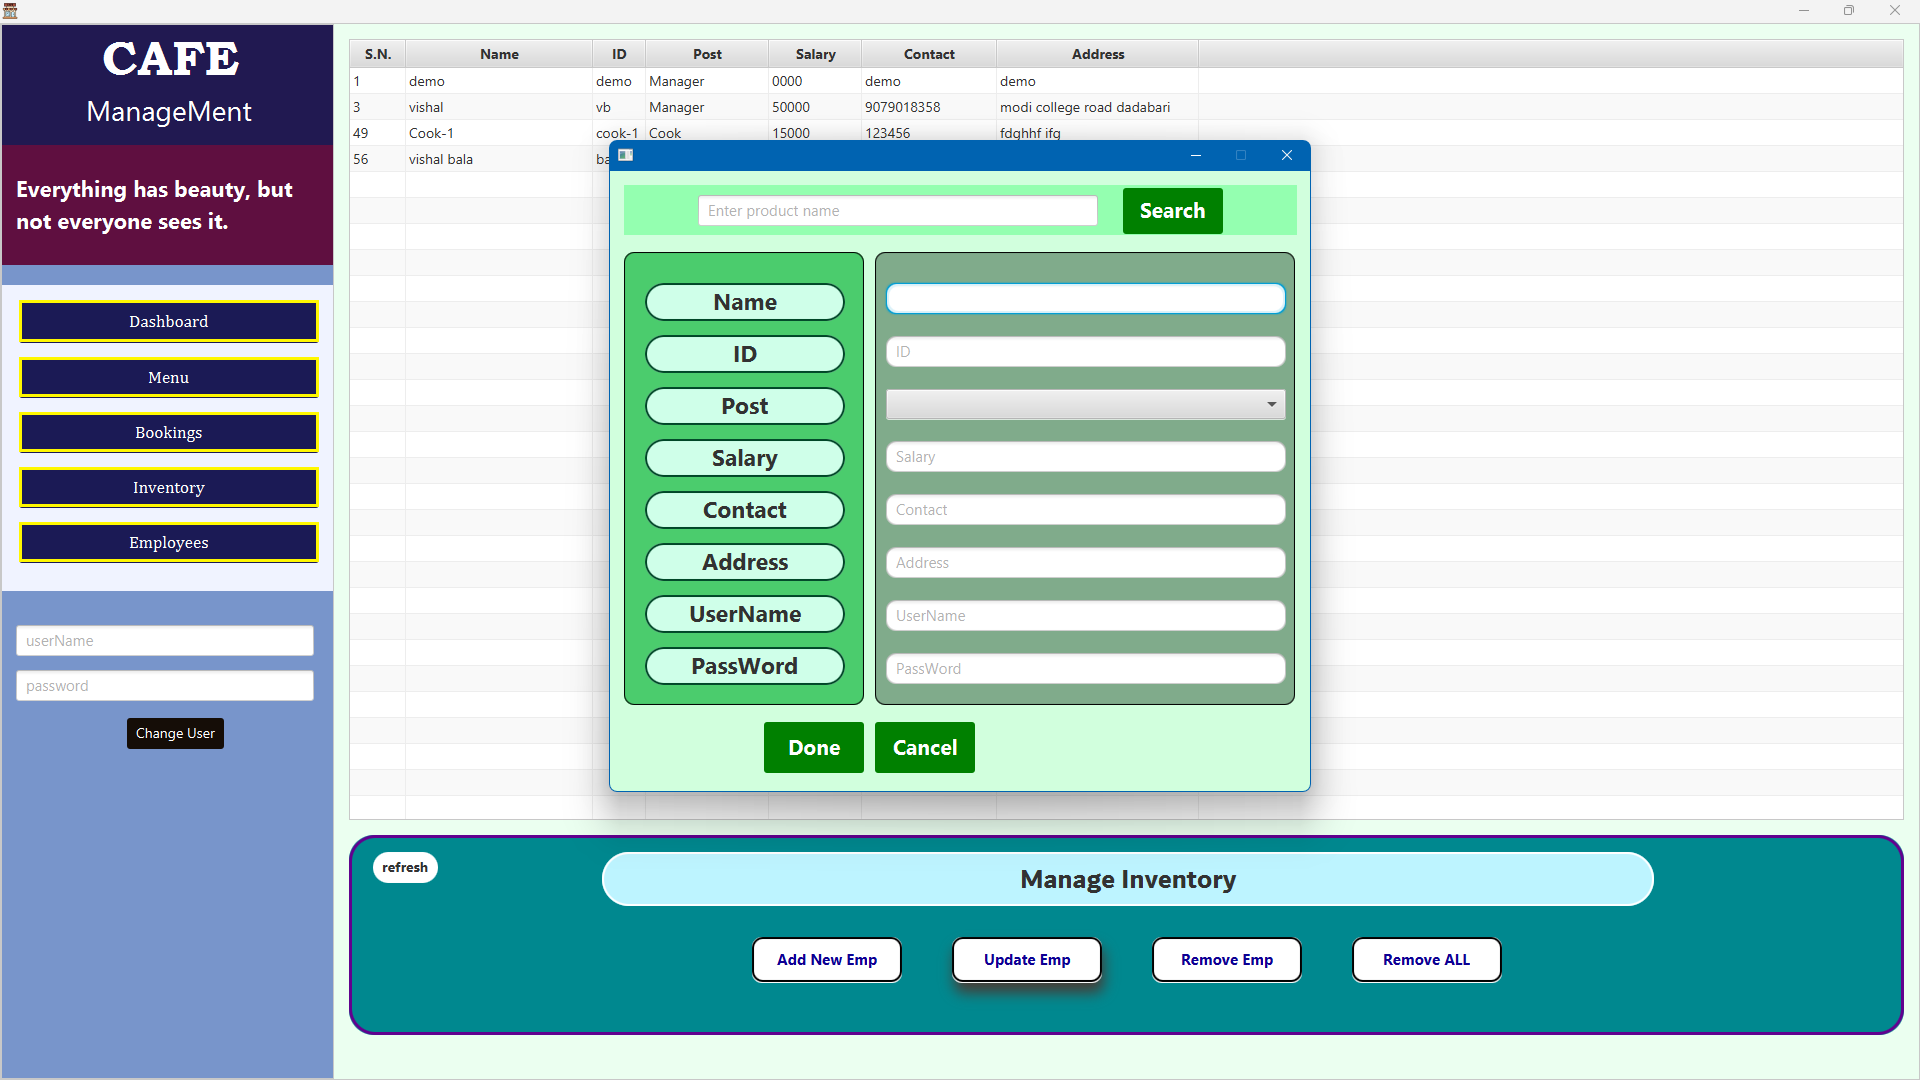 CAFE
ManageMent
Everything has beauty, but
not everyone sees it.
Dashboard
Menu
Bookings
Inventory
Employees
userName
password
Change User
S.N. Name ID Post Salary Contact Address
1 demo demo Manager 0000 demo demo
3 vishal vb Manager 50000 9079018358 modi college road dadabari
49 Cook-1 cook-1 Cook 15000 123456 fdghhf ifg
56 vishal bala
Enter product name Search
Name
ID ID
Post
Salary Salary
Contact Contact
Address Address
UserName UserName
PassWord PassWord
Done Cancel
refresh Manage Inventory
Add New Emp Update Emp Remove Emp Remove ALL